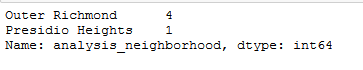 Outer Richmond 4
Presidio Heights 1
Name: analysis_neighborhood, dtype: int64